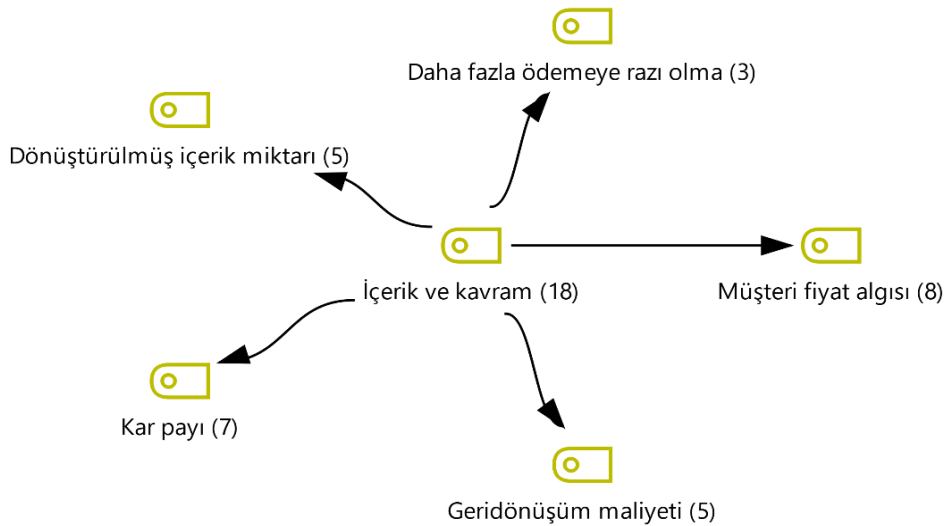 Daha fazla ödemeye razı olma (3)
Dönüştürülmüş içerik miktarı (5)
İçerik ve kavram (18)
Müşteri fiyat algısı (8)
Kar payı (7)
Geridönüşüm maliyeti (5)